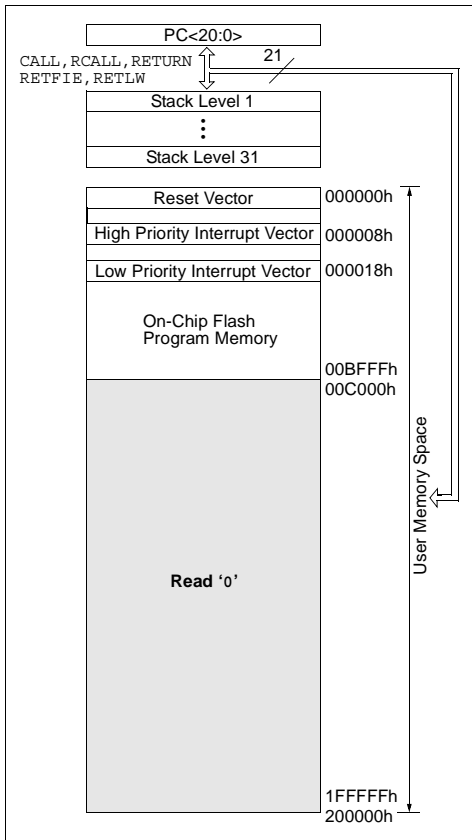 PC<20:0>
CALL,RCALL,RETURN
RETFIE,RETLW
21
Stack Level 1
Stack Level 31
Reset Vector
000000h
High Priority Interrupt Vector
000008h
Low Priority Interrupt Vector
000018h
On-Chip Flash
Program Memory
00BFFFh
00C000h
User Memory Space
Read ‘0’
1FFFFFh
200000h